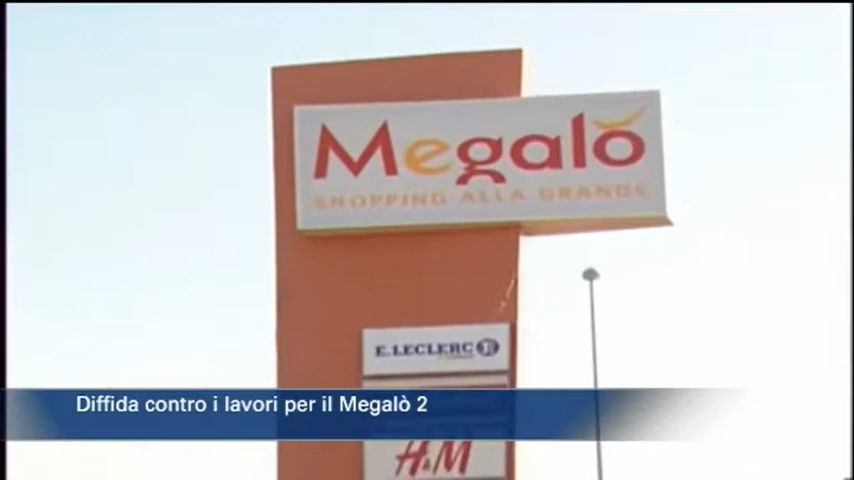 Megalò
SHOPPING ALLA GRANDE
E.LECLERC
Diffida contro i lavori per il Megalò 2
H&M